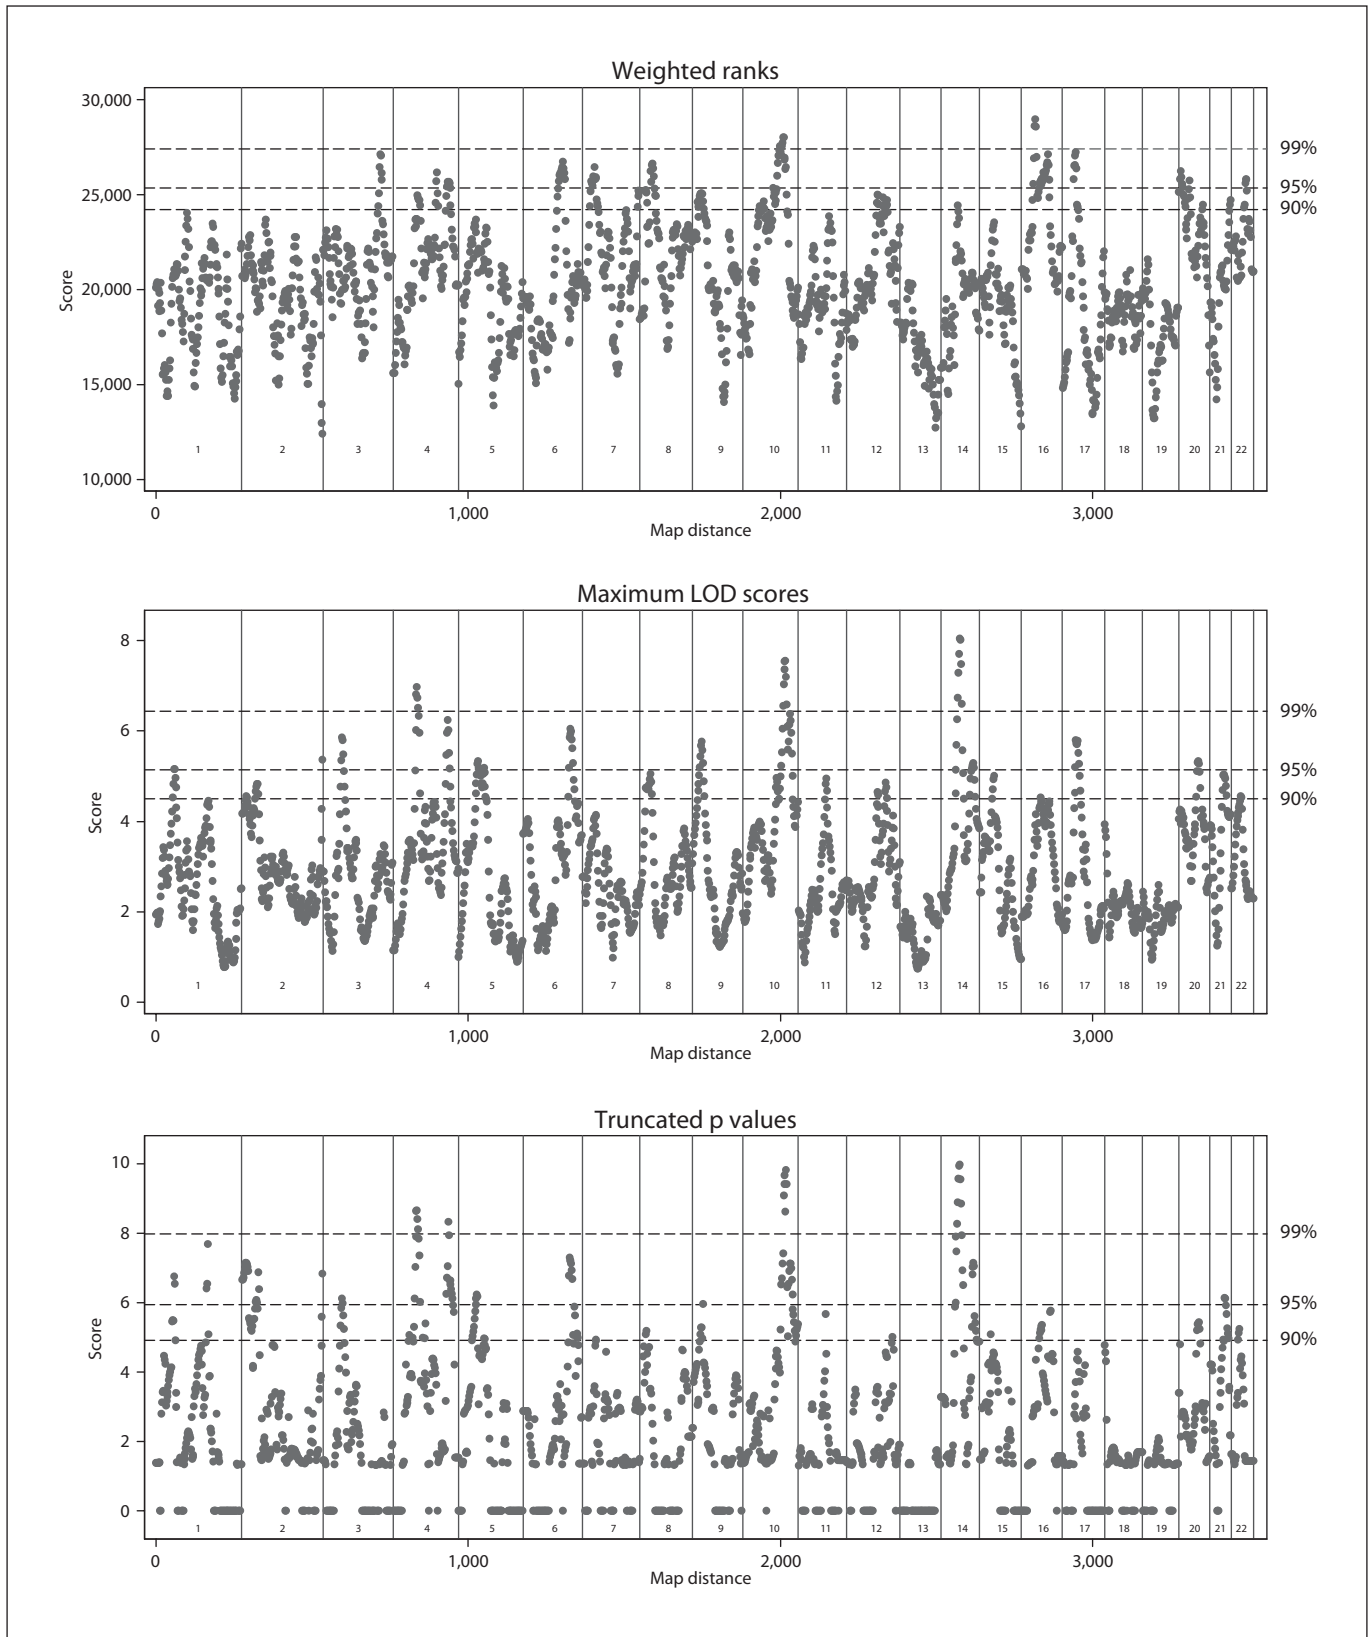 Weighted ranks
30,000
99%
95%
25,000
90%
20,000
Score
15,000
1 2 3 4 5 6 7 8 9 10 11 12 13 14 15 16 17 18 19 20 21 22
10,000
0 1,000 2,000 3,000
Map distance
Maximum LOD scores
8
99%
6
95%
90%
4
Score
2
1 2 3 4 5 6 7 8 9 10 11 12 13 14 15 16 17 18 19 20 21 22
0
0 1,000 2,000 3,000
Map distance
Truncated p values
10
8 99%
6 95%
90%
Score
4
2
0
1 2 3 4 5 6 7 8 9 10 11 12 13 14 15 16 17 18 19 20 21 22
0 1,000 2,000 3,000
Map distance